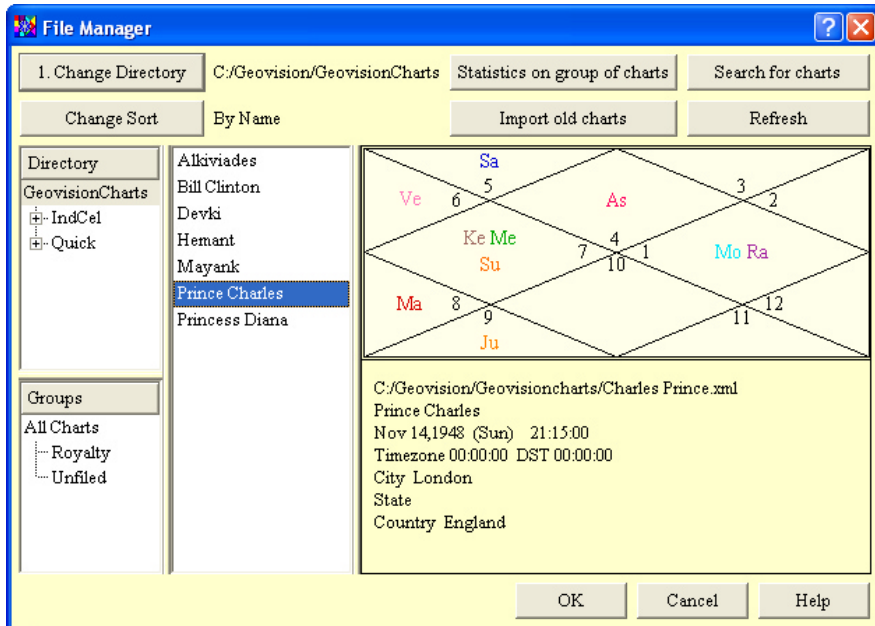 File Manager
1. Change Directory C:/Geovision/GeovisionCharts Statistics on group of charts Search for charts
Change Sort By Name Import old charts Refresh
Directory
GeovisionCharts
IndCel
Quick
Groups
All Charts
Royalty
Unfiled
Alkiviades
Bill Clinton
Devki
Hemant
Mayank
Prince Charles
Princess Diana
Sa
5 3
Ve 6 As 2
Ke Me 4
7 1 Mo Ra
Su 10
Ma 8 12
9 11
Ju
C:/Geovision/Geovisioncharts/Charles Prince.xml
Prince Charles
Nov 14,1948 (Sun) 21:15:00
Timezone 00:00:00 DST 00:00:00
City London
State
Country England
OK Cancel Help